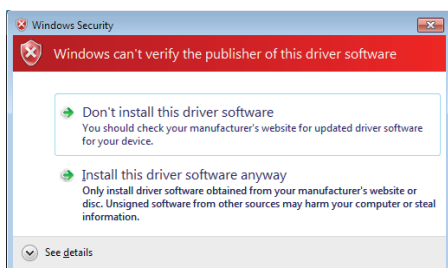 Windows Security
Windows can't verify the publisher of this driver software
Don't install this driver software
You should check your manufacturer's website for updated driver software
for your device.
Install this driver software anyway
Only install driver software obtained from your manufacturer's website or
disc. Unsigned software from other sources may harm your computer or steal
information.
See details